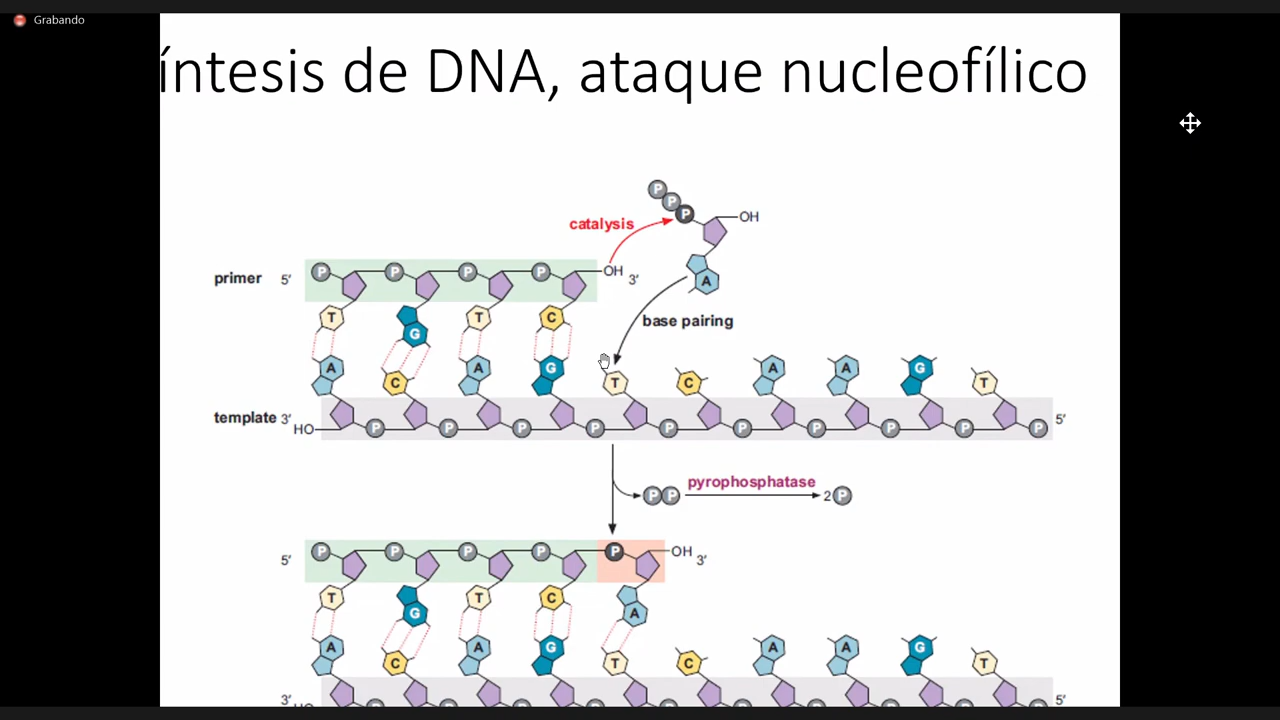 Grabando
íntesis de DNA, ataque nucleofílico
P
P
P
OH
catalysis
A
primer 5′ P P P P OH 3′
base pairing
T G T C
A C A G T C A A G T
template 3′ HO P P P P P P P P P P 5′
P P pyrophosphatase 2 P
5′ P P P P P OH 3′
T G T C A
A C A G T C A A G T
3′ HO 5′